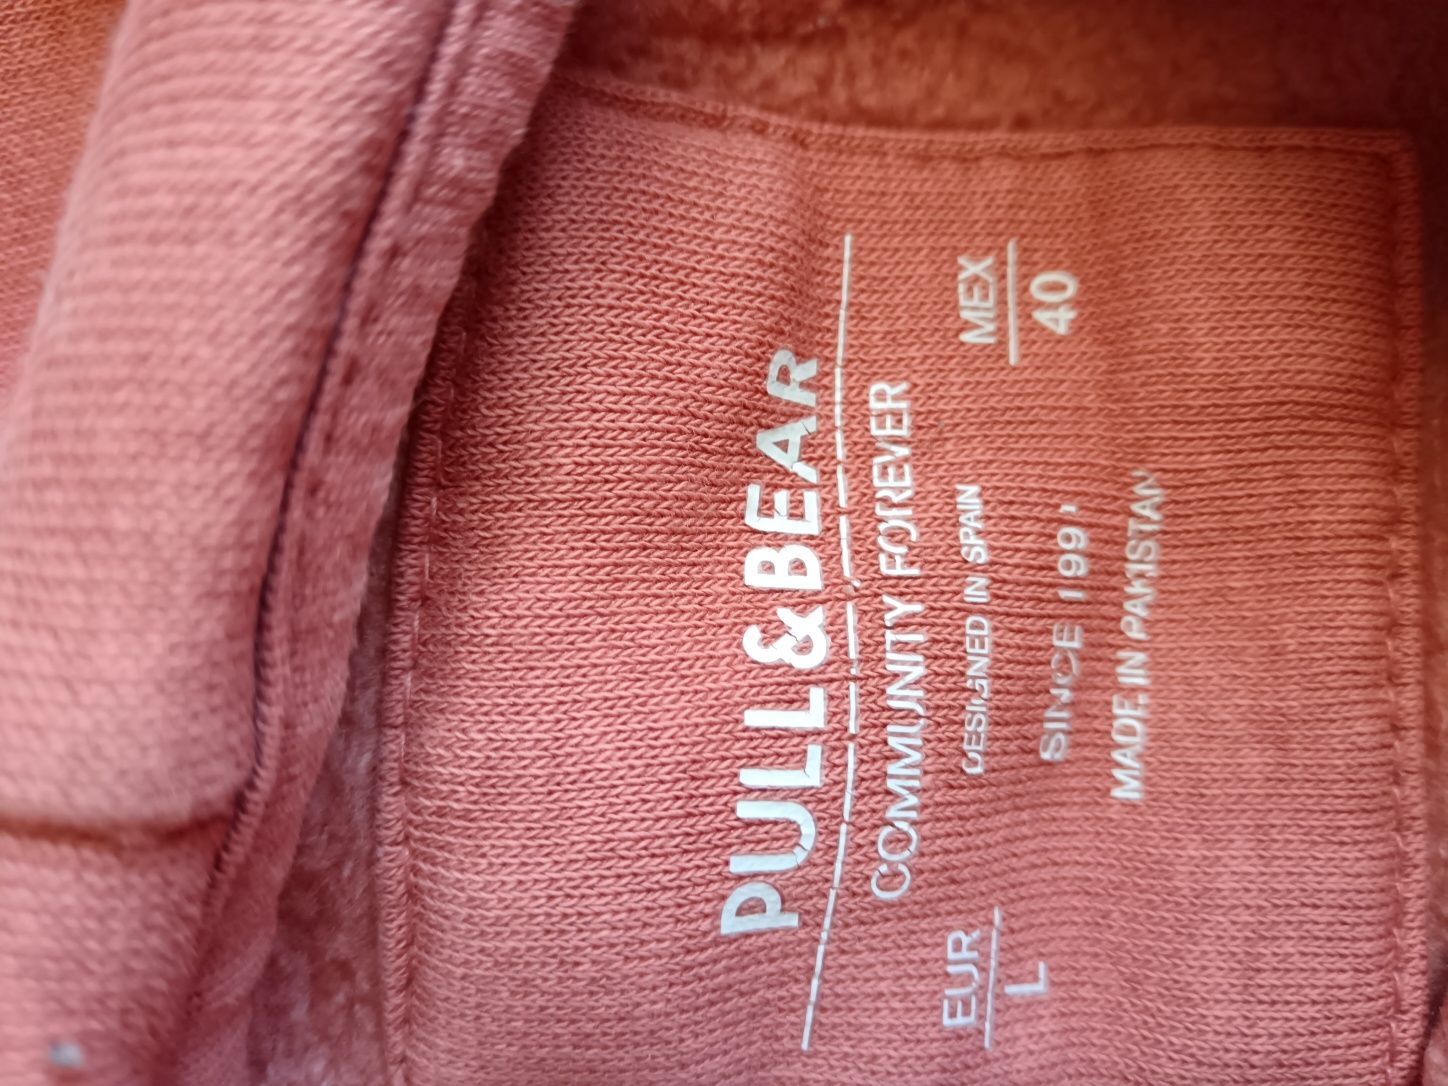 PULL&BEAR
COMMUNITY FOREVER
EUR
L
DESIGNED IN SPAIN
SINCE 1991
MADE IN PAKISTAN
MEX
40